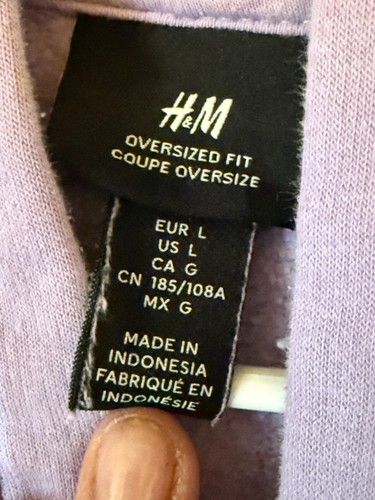 H&M
OVERSIZED FIT
COUPE OVERSIZE
EUR L
US L
CA G
CN 185/108A
MX G
MADE IN
INDONESIA
FABRIQUÉ EN
INDONÉSIE